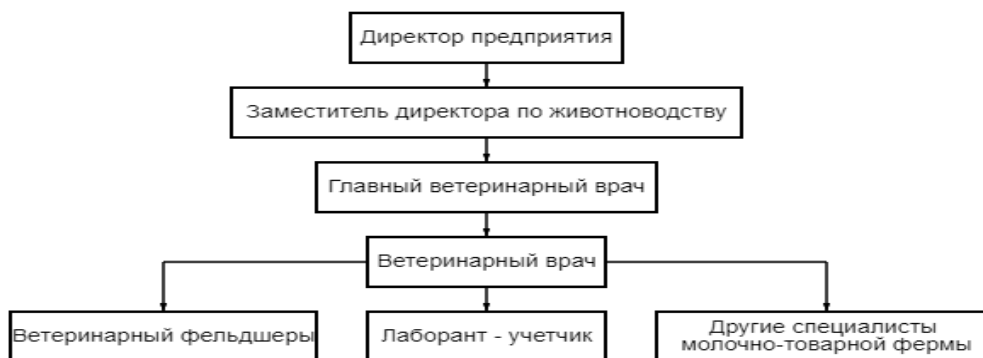 Директор предприятия
Заместитель директора по животноводству
Главный ветеринарный врач
Ветеринарный врач
Ветеринарный фельдшеры
Лаборант - учетчик
Другие специалисты
молочно-товарной фермы